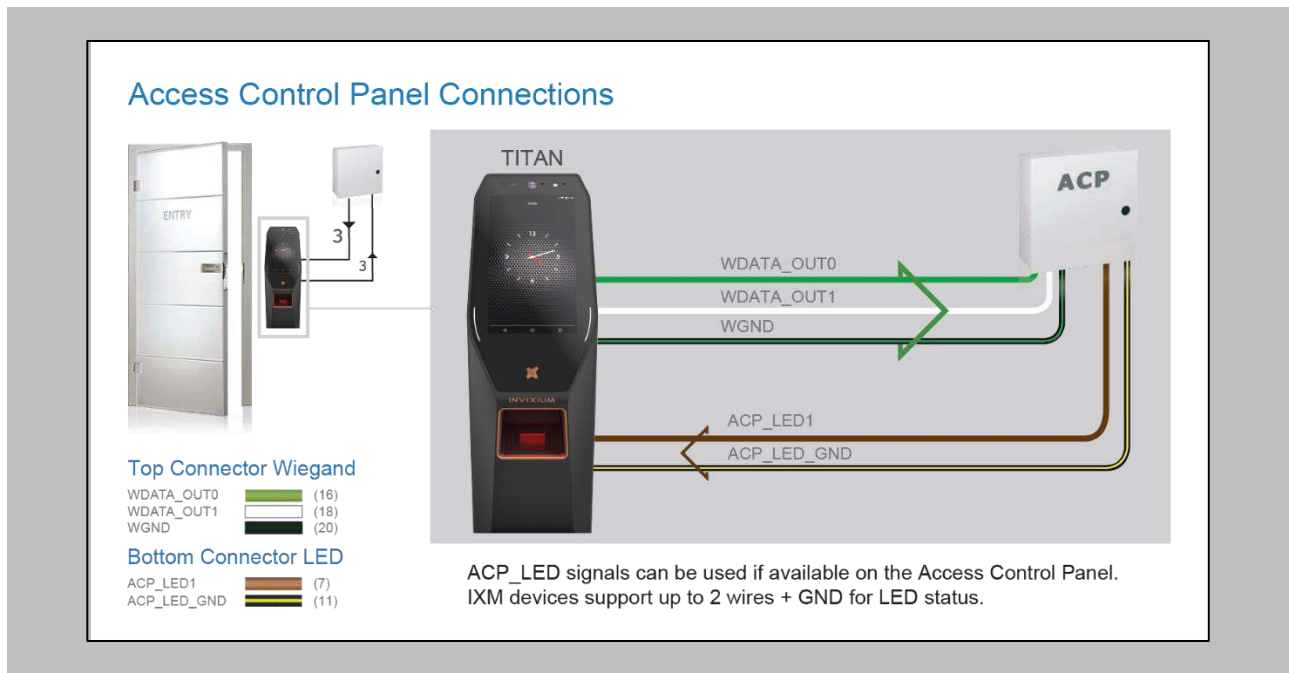 Access Control Panel Connections
ENTRY
3
3
TITAN
12
INVIXIUM
ACP
WDATA_OUT0
WDATA_OUT1
WGND
ACP_LED1
ACP_LED_GND
Top Connector Wiegand
WDATA_OUT0 (16)
WDATA_OUT1 (18)
WGND (20)
Bottom Connector LED
ACP_LED1 (7)
ACP_LED_GND (11)
ACP_LED signals can be used if available on the Access Control Panel.
IXM devices support up to 2 wires + GND for LED status.